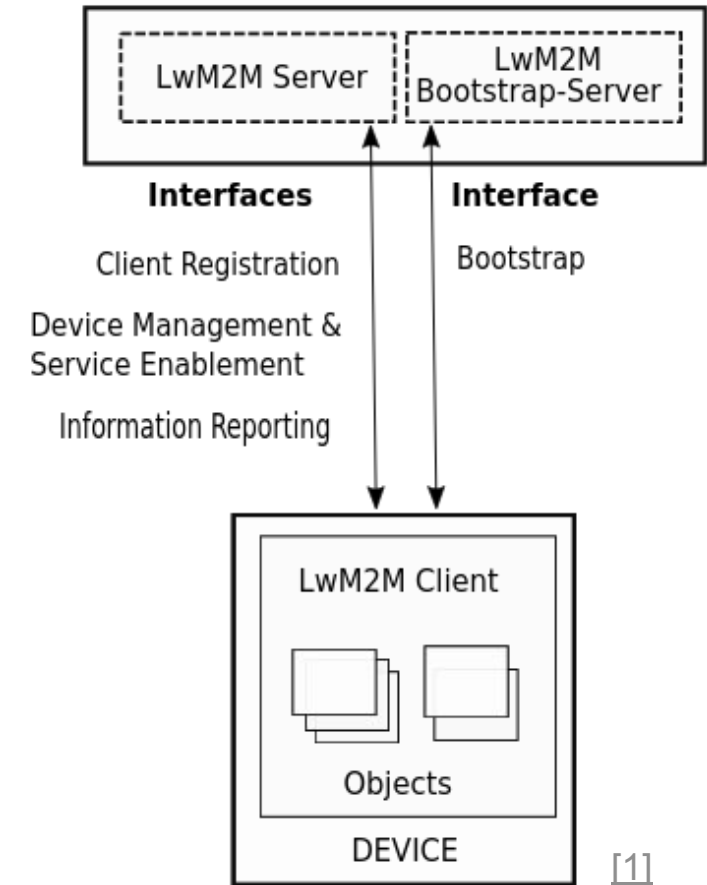 LwM2M Server
LwM2M
Bootstrap-Server
Interfaces
Interface
Client Registration
Bootstrap
Device Management &
Service Enablement
Information Reporting
LwM2M Client
Objects
DEVICE
[1]